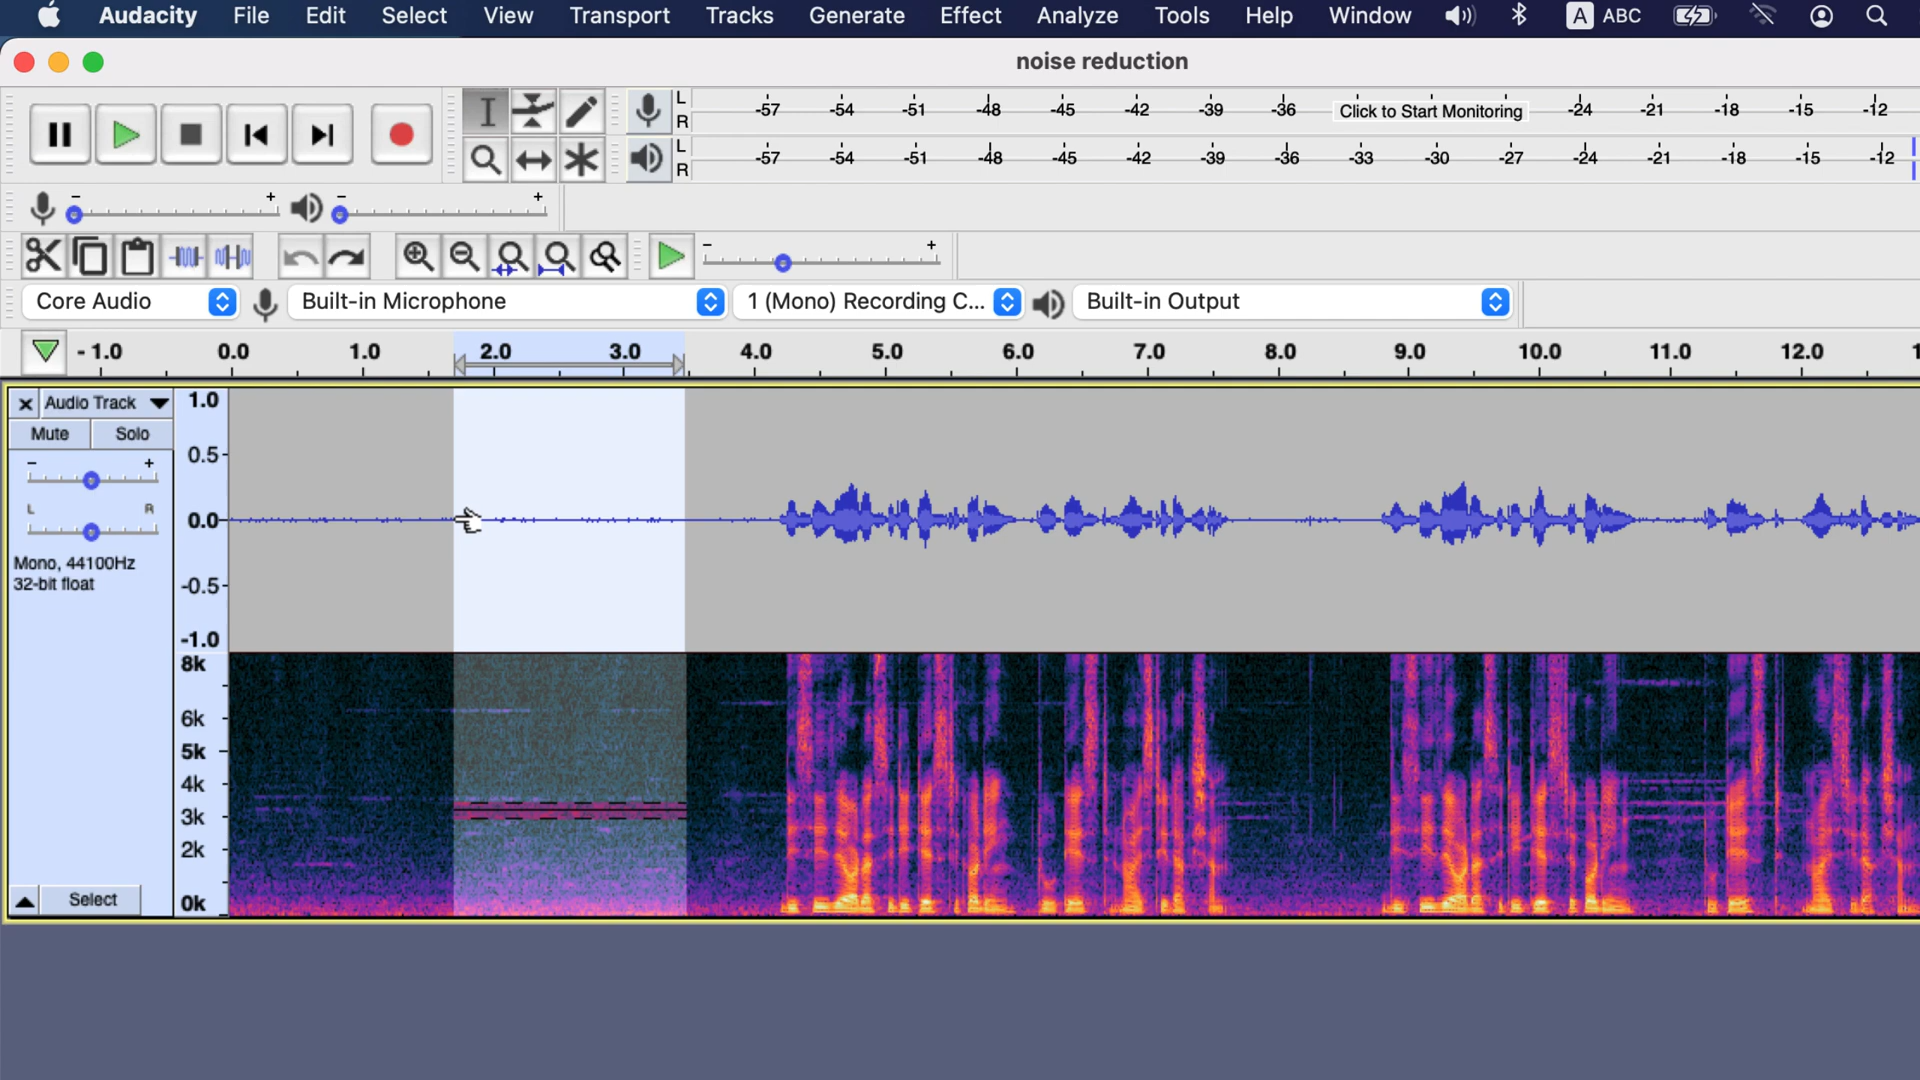 Audacity File Edit Select View Transport Tracks Generate Effect Analyze Tools Help Window A ABC
noise reduction
L R -57 -54 -51 -48 -45 -42 -39 -36 Click to Start Monitoring -24 -21 -18 -15 -12
L R -57 -54 -51 -48 -45 -42 -39 -36 -33 -30 -27 -24 -21 -18 -15 -12
- + - +
- +
Core Audio Built-in Microphone 1 (Mono) Recording C... Built-in Output
-1.0 0.0 1.0 2.0 3.0 4.0 5.0 6.0 7.0 8.0 9.0 10.0 11.0 12.0 1
Audio Track 1.0
Mute Solo
0.5
- +
L R
0.0
Mono, 44100Hz
32-bit float
-0.5
-1.0
8k
6k
5k
4k
3k
2k
Select 0k